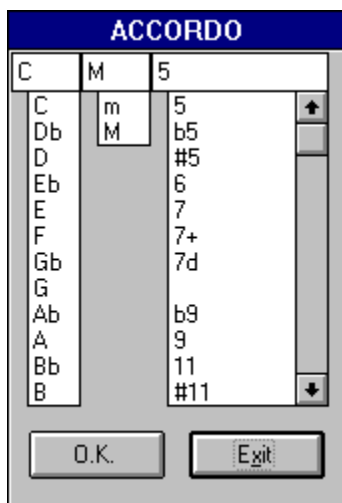 ACCORDO
C M 5
C m 5
Db M b5
D #5
Eb 6
E 7
F 7+
Gb 7d
G
Ab b9
A 9
Bb 11
B #11
O.K. Exit